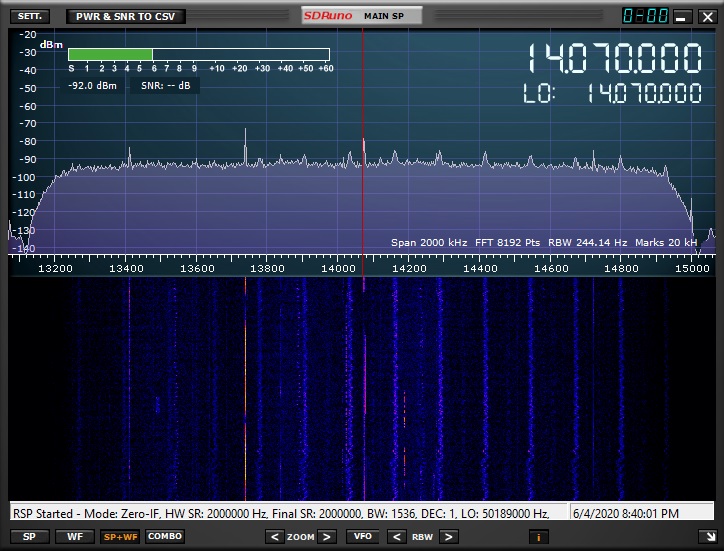 SETT. PWR & SNR TO CSV SDRuno MAIN SP 0-00
dBm
-20
-30
-40
-50
-60
-70
-80
-90
-100
-110
-120
-130
-140
S 1 2 3 4 5 6 7 8 9 +10 +20 +30 +40 +50 +60
-92.0 dBm SNR: -- dB
14.070.000
LO: 14.070.000
Span 2000 kHz FFT 8192 Pts RBW 244.14 Hz Marks 20 kH
13200 13400 13600 13800 14000 14200 14400 14600 14800 15000
RSP Started - Mode: Zero-IF, HW SR: 2000000 Hz, Final SR: 2000000, BW: 1536, DEC: 1, LO: 50189000 Hz, 6/4/2020 8:40:01 PM
SP WF SP+WF COMBO < ZOOM > VFO < RBW > i